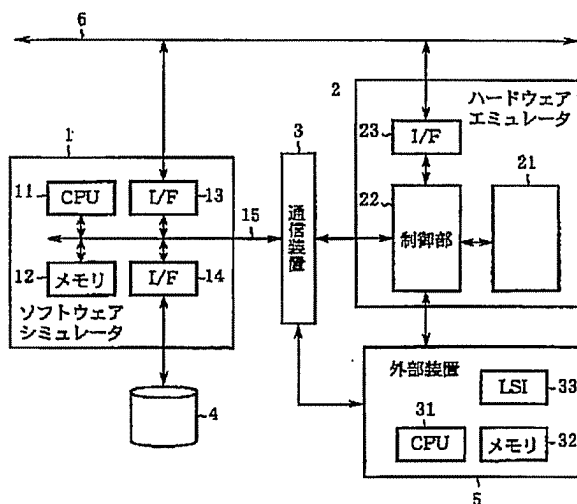 6
1
11
CPU
I/F
13
15
12
メモリ
I/F
14
ソフトウェア
シミュレータ
4
3
通信装置
2
ハードウェア
エミュレータ
23
I/F
21
22
制御部
外部装置
LSI
33
31
CPU
メモリ
32
5